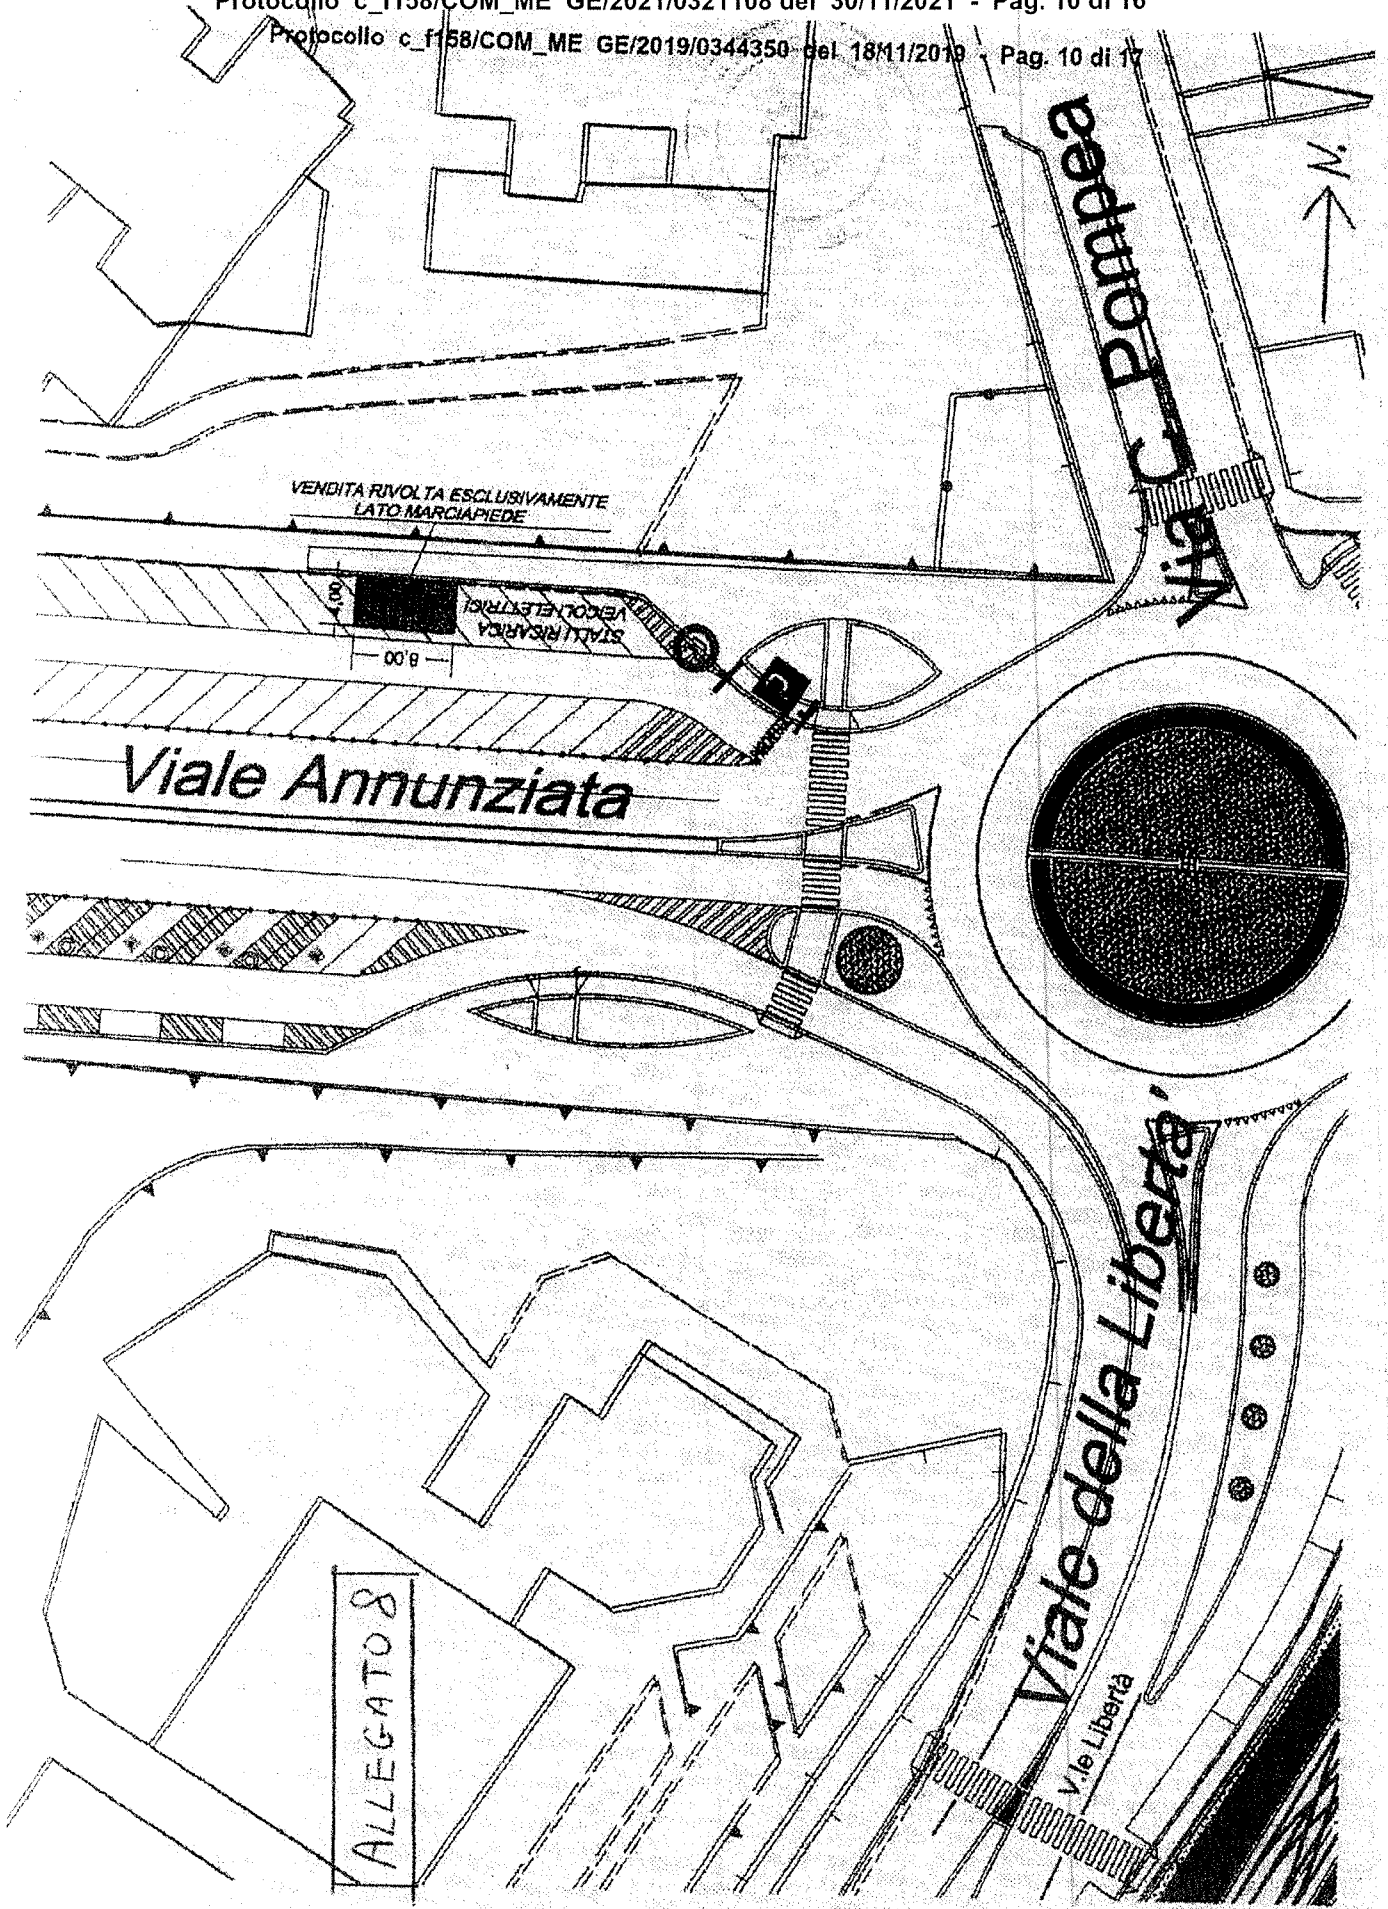 Protocollo c_f158/COM_ME GE/2021/0321108 del 30/11/2021 - Pag. 10 di 16
Protocollo c_f158/COM_ME GE/2019/0344350 del 18/11/2019 - Pag. 10 di 17
N.
Via C. Pompea
VENDITA RIVOLTA ESCLUSIVAMENTE
LATO MARCIAPIEDE
4,00
8,00
STALLI RICARICA
VEICOLI ELETTRICI
Viale Annunziata
Viale della Liberta'
V.le Libertà
ALLEGATO 8